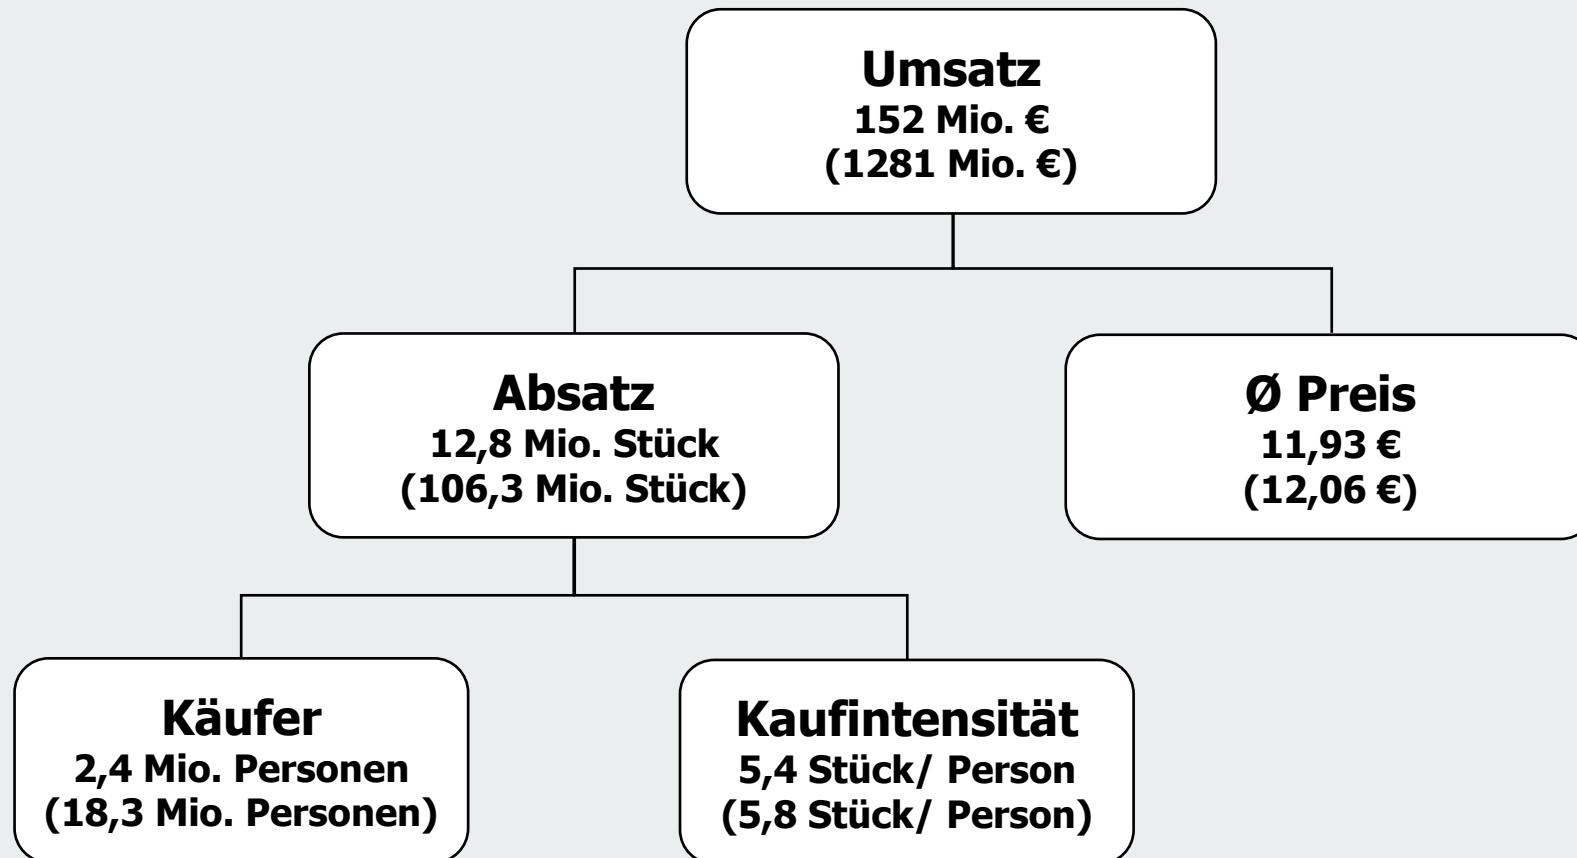 Umsatz
152 Mio. €
(1281 Mio. €)
Absatz
12,8 Mio. Stück
(106,3 Mio. Stück)
Ø Preis
11,93 €
(12,06 €)
Käufer
2,4 Mio. Personen
(18,3 Mio. Personen)
Kaufintensität
5,4 Stück/ Person
(5,8 Stück/ Person)